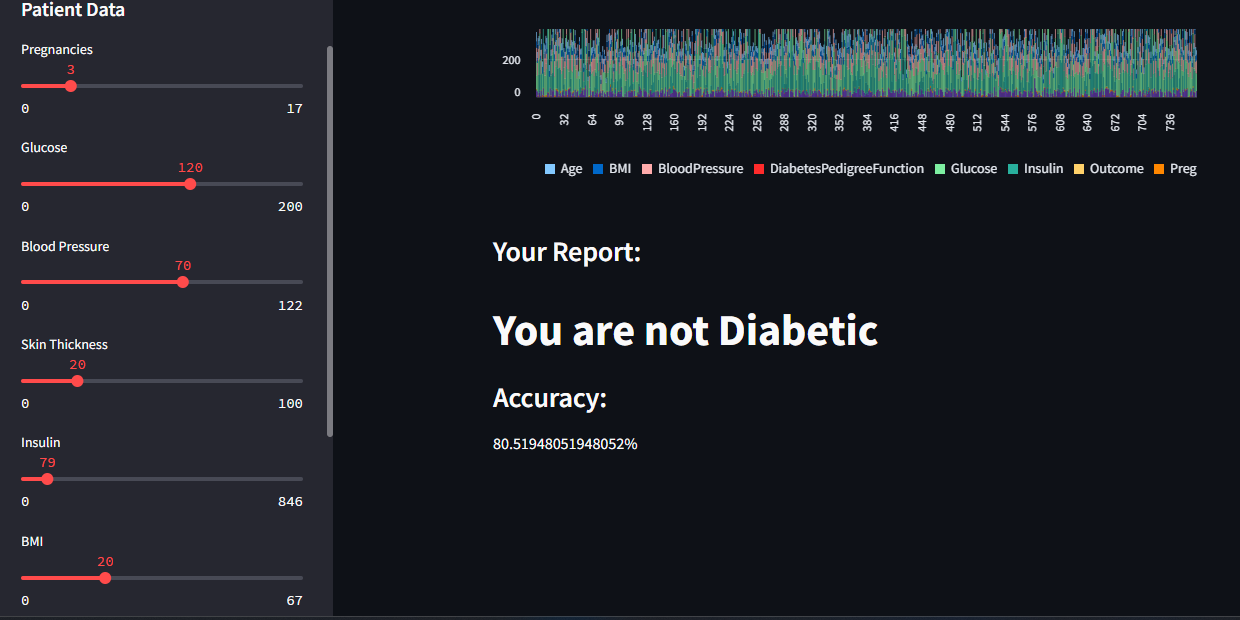 Patient Data
Pregnancies
3
0 17
Glucose
120
0 200
Blood Pressure
70
0 122
Skin Thickness
20
0 100
Insulin
79
0 846
BMI
20
0 67
200
0
0 32 64 96 128 160 192 224 256 288 320 352 384 416 448 480 512 544 576 608 640 672 704 736
Age BMI BloodPressure DiabetesPedigreeFunction Glucose Insulin Outcome Preg
Your Report:
You are not Diabetic
Accuracy:
80.51948051948052%